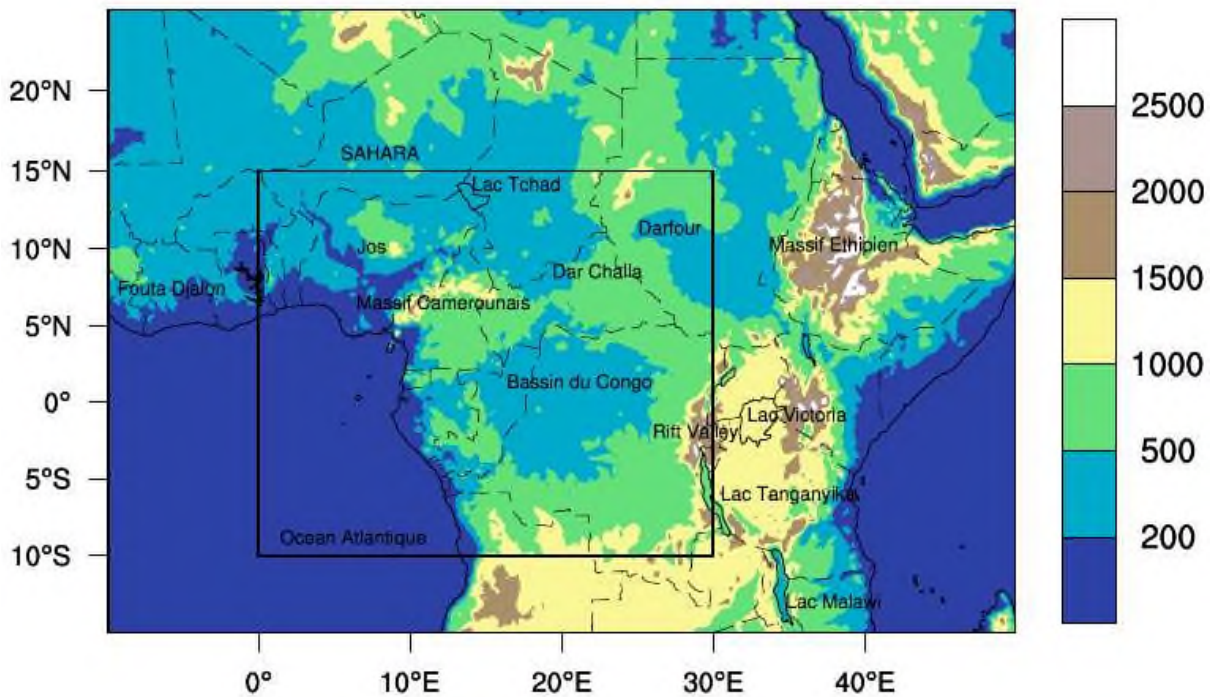 20°N
15°N
10°N
5°N
0°
5°S
10°S
SAHARA
Lac Tchad
Darfour
Jos
Massif Ethipien
Dar Challa
Fouta Djalon
Massif Camerounais
Bassin du Congo
Lac Victoria
Rift Valley
Lac Tanganyika
Ocean Atlantique
Lac Malawi
0°
10°E
20°E
30°E
40°E
2500
2000
1500
1000
500
200